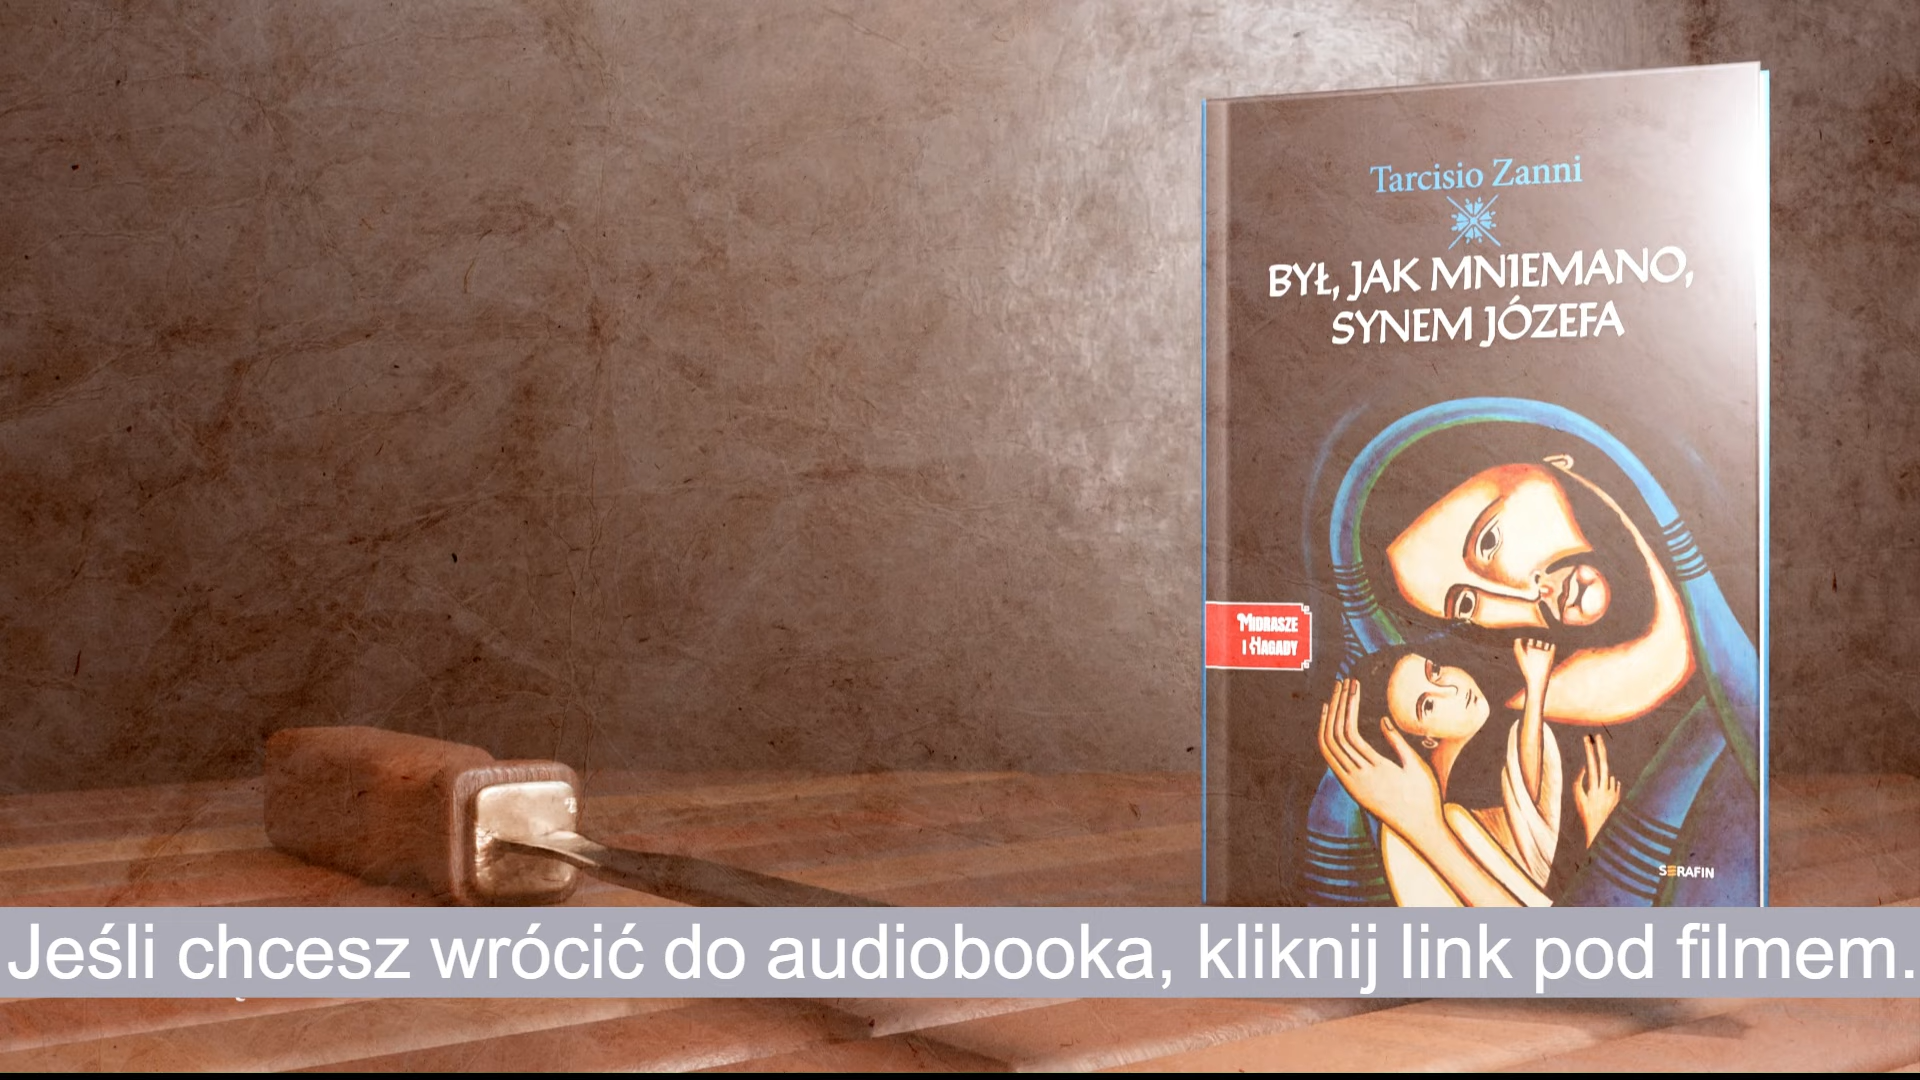 Tarcisio Zanni
BYŁ, JAK MNIEMANO,
SYNEM JÓZEFA
MIDRASZE
I HAGADY
SERAFIN
Jeśli chcesz wrócić do audiobooka, kliknij link pod filmem.